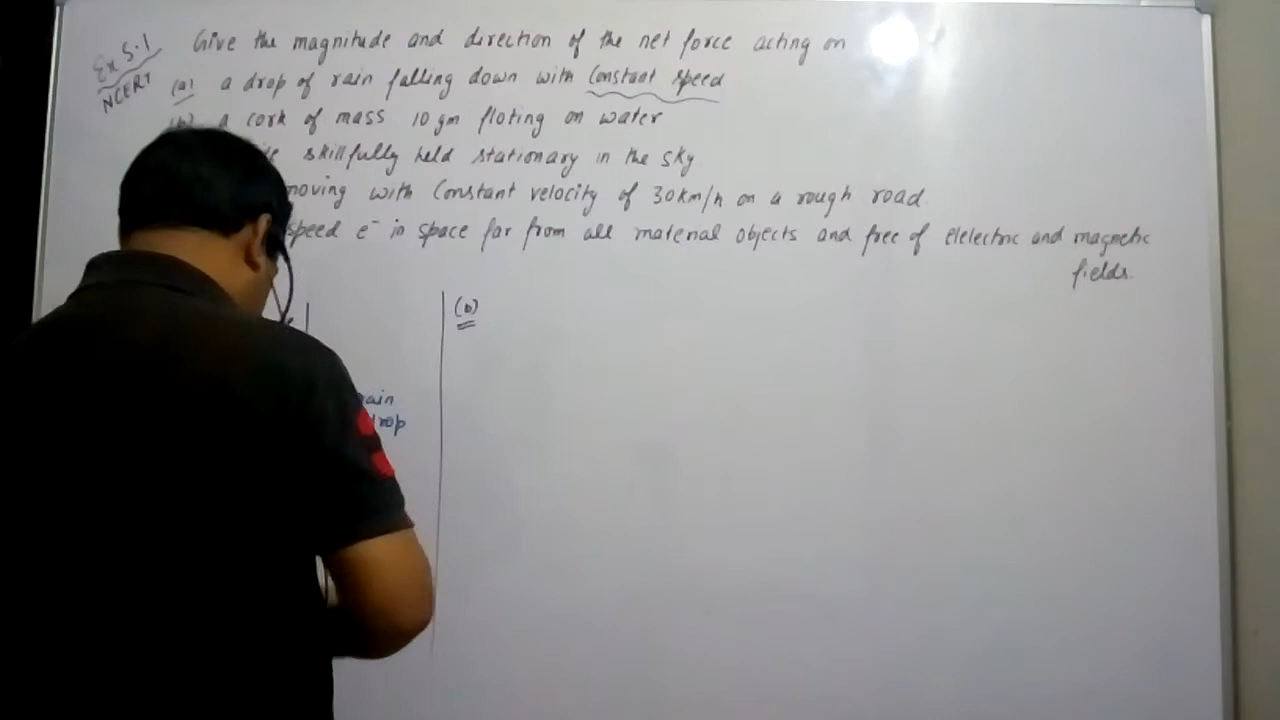 Ex 5.1
NCERT
Give the magnitude and direction of the net force acting on
(a) a drop of rain falling down with Constant speed
(b) a cork of mass 10 gm floting on water
skillfully held stationary in the sky
moving with Constant velocity of 30 km/h on a rough road
speed e⁻ in space far from all material objects and free of elelectric and magnetic
fields.
(b)
rain
drop